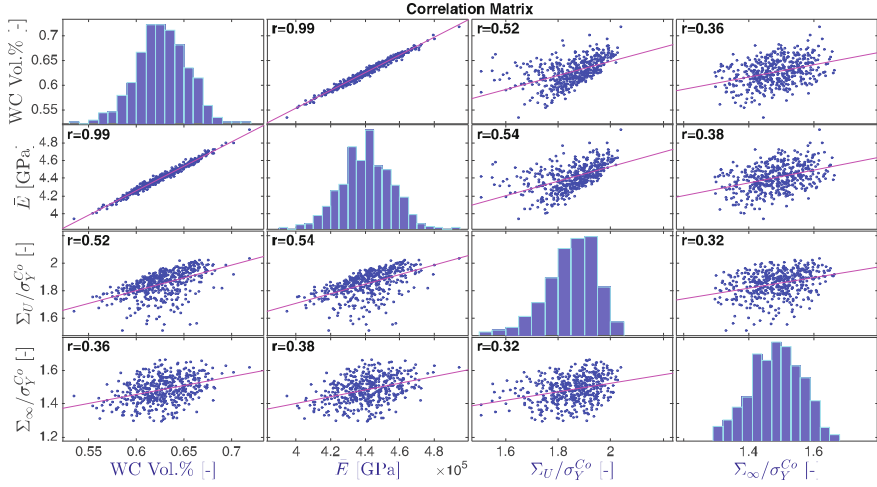 Correlation Matrix
WC Vol.% [-]
0.7
0.65
0.6
0.55
r=0.99
r=0.52
r=0.36
Ē [GPa]
4.8
4.6
4.4
4.2
4
r=0.99
r=0.54
r=0.38
Σ_U/σ_Y^{Co} [-]
2
1.8
1.6
r=0.52
r=0.54
r=0.32
Σ_∞/σ_Y^{Co} [-]
1.8
1.6
1.4
1.2
r=0.36
r=0.38
r=0.32
0.55 0.6 0.65 0.7
4 4.2 4.4 4.6 4.8
1.6 1.8 2
1.4 1.6
×10⁵
WC Vol.% [-]
Ē [GPa]
Σ_U/σ_Y^{Co} [-]
Σ_∞/σ_Y^{Co} [-]